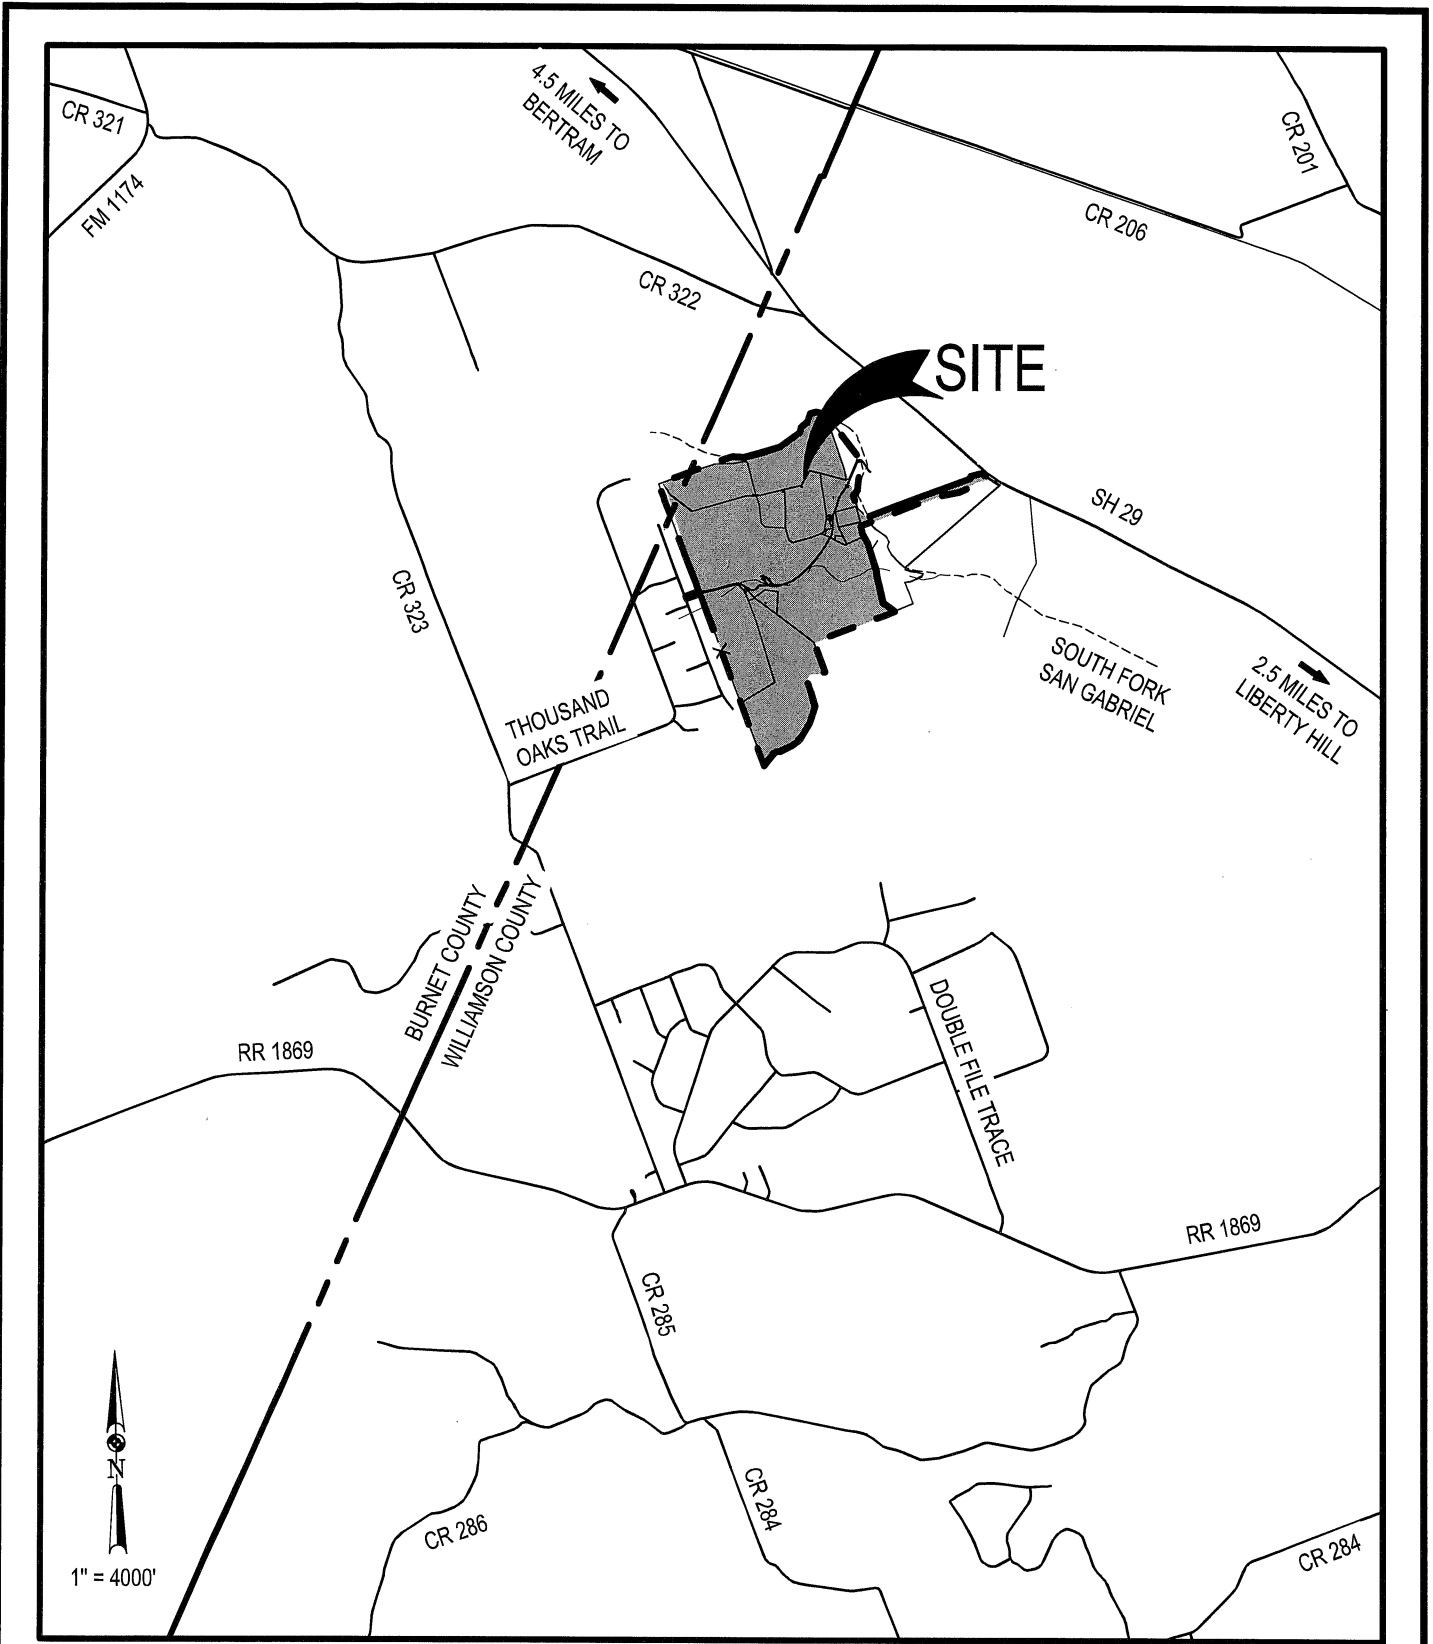 4.5 MILES TO
BERTRAM
CR 321
FM 1174
CR 201
CR 206
CR 322
SITE
SH 29
CR 323
SOUTH FORK
SAN GABRIEL
2.5 MILES TO
LIBERTY HILL
THOUSAND
OAKS TRAIL
BURNET COUNTY
WILLIAMSON COUNTY
DOUBLE FILE TRACE
RR 1869
RR 1869
CR 285
CR 284
CR 286
CR 284
N
1" = 4000'